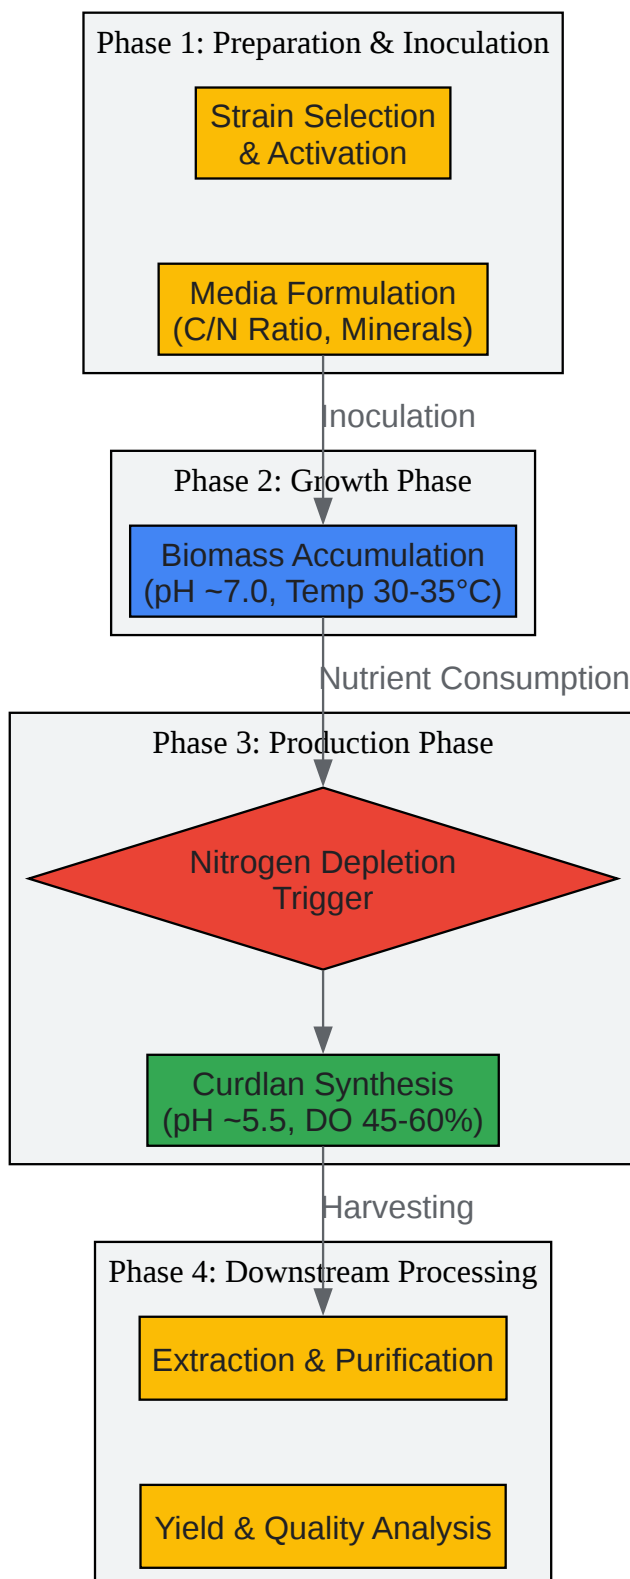 Phase 1: Preparation & Inoculation
Strain Selection
& Activation
Media Formulation
(C/N Ratio, Minerals)
Inoculation
Phase 2: Growth Phase
Biomass Accumulation
(pH ~7.0, Temp 30-35°C)
Nutrient Consumption
Phase 3: Production Phase
Nitrogen Depletion
Trigger
Curdlan Synthesis
(pH ~5.5, DO 45-60%)
Harvesting
Phase 4: Downstream Processing
Extraction & Purification
Yield & Quality Analysis